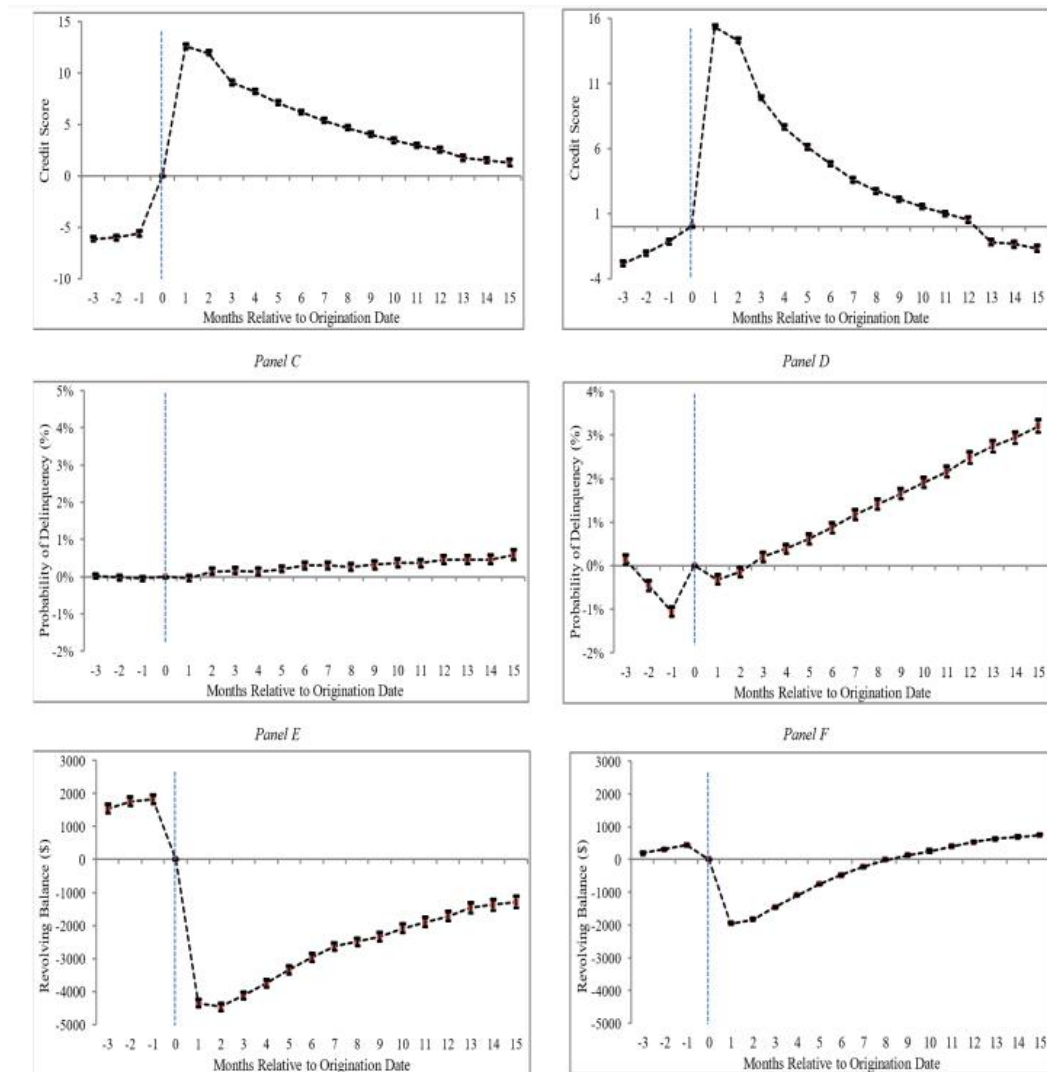 15
10
5
0
-5
-10
Credit Score
-3 -2 -1 0 1 2 3 4 5 6 7 8 9 10 11 12 13 14 15
Months Relative to Origination Date
16
11
6
1
-4
Credit Score
-3 -2 -1 0 1 2 3 4 5 6 7 8 9 10 11 12 13 14 15
Months Relative to Origination Date
Panel C
Panel D
5%
4%
3%
2%
1%
0%
-1%
-2%
Probability of Delinquency (%)
-3 -2 -1 0 1 2 3 4 5 6 7 8 9 10 11 12 13 14 15
Months Relative to Origination Date
4%
3%
2%
1%
0%
-1%
-2%
Probability of Delinquency (%)
-3 -2 -1 0 1 2 3 4 5 6 7 8 9 10 11 12 13 14 15
Months Relative to Origination Date
Panel E
Panel F
3000
2000
1000
0
-1000
-2000
-3000
-4000
-5000
Revolving Balance ($)
-3 -2 -1 0 1 2 3 4 5 6 7 8 9 10 11 12 13 14 15
Months Relative to Origination Date
3000
2000
1000
0
-1000
-2000
-3000
-4000
-5000
Revolving Balance ($)
-3 -2 -1 0 1 2 3 4 5 6 7 8 9 10 11 12 13 14 15
Months Relative to Origination Date